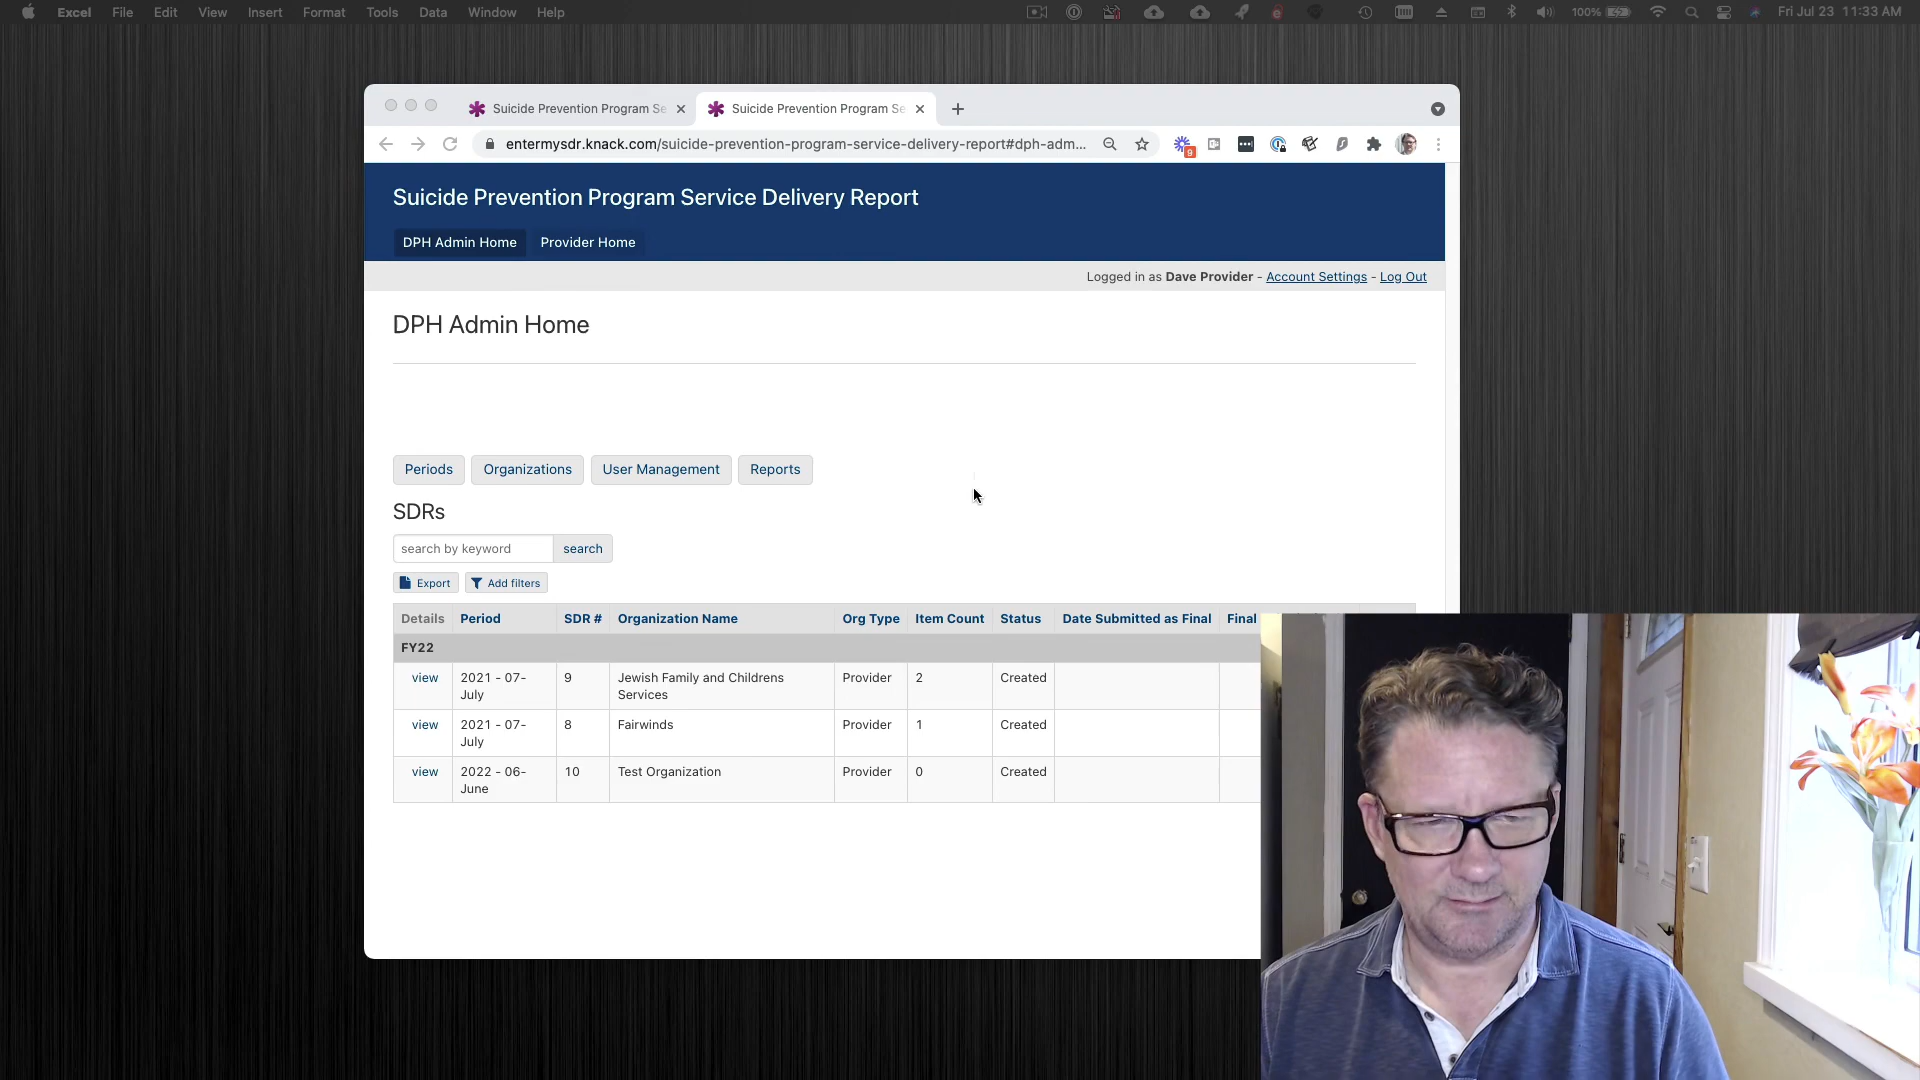 Excel File Edit View Insert Format Tools Data Window Help 100% Fri Jul 23 11:33 AM
Suicide Prevention Program Se Suicide Prevention Program Se
entermysdr.knack.com/suicide-prevention-program-service-delivery-report#dph-adm... 9
Suicide Prevention Program Service Delivery Report
DPH Admin Home Provider Home
Logged in as Dave Provider - Account Settings - Log Out
DPH Admin Home
Periods Organizations User Management Reports
SDRs
search by keyword search
Export Add filters
Details Period SDR # Organization Name Org Type Item Count Status Date Submitted as Final Final
FY22
view 2021 - 07- 9 Jewish Family and Childrens Provider 2 Created
July Services
view 2021 - 07- 8 Fairwinds Provider 1 Created
July
view 2022 - 06- 10 Test Organization Provider 0 Created
June